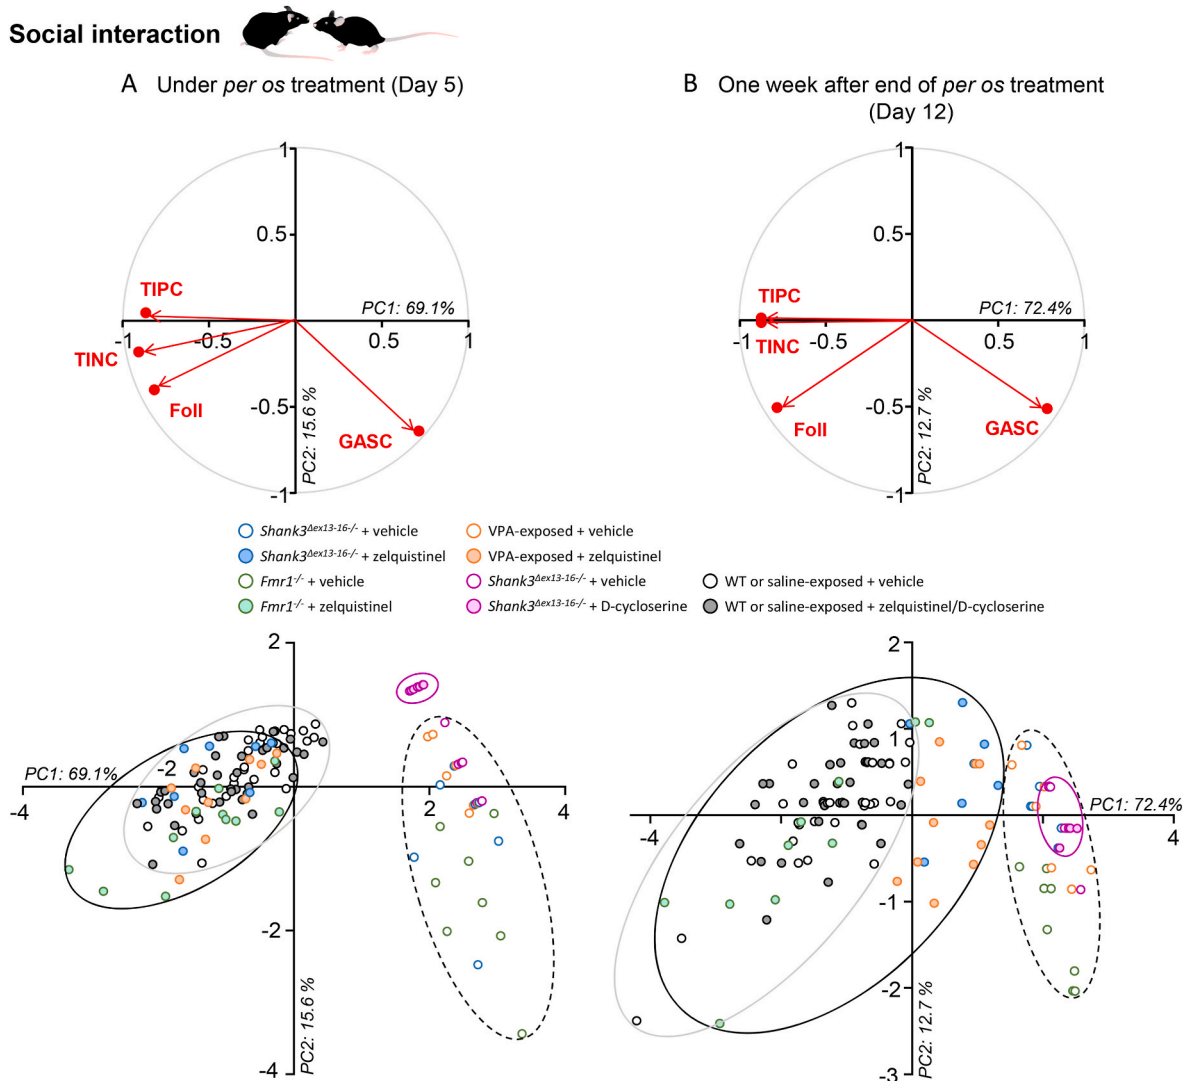 Social interaction
A Under per os treatment (Day 5)
B One week after end of per os treatment
(Day 12)
1
0.5
TIPC
PC1: 69.1%
-1
-0.5
0.5
1
TINC
Foll
-0.5
GASC
PC2: 15.6 %
-1
1
0.5
TIPC
PC1: 72.4%
-1
-0.5
0.5
1
TINC
Foll
-0.5
GASC
PC2: 12.7 %
-1
Shank3Δex13-16-/- + vehicle
Shank3Δex13-16-/- + zelquistinel
Fmr1-/- + vehicle
Fmr1-/- + zelquistinel
VPA-exposed + vehicle
VPA-exposed + zelquistinel
Shank3Δex13-16-/- + vehicle
Shank3Δex13-16-/- + D-cycloserine
WT or saline-exposed + vehicle
WT or saline-exposed + zelquistinel/D-cycloserine
2
PC1: 69.1%
-2
-4
2
4
-2
PC2: 15.6 %
-4
2
1
PC1: 72.4%
-4
4
-1
-2
PC2: 12.7 %
-3